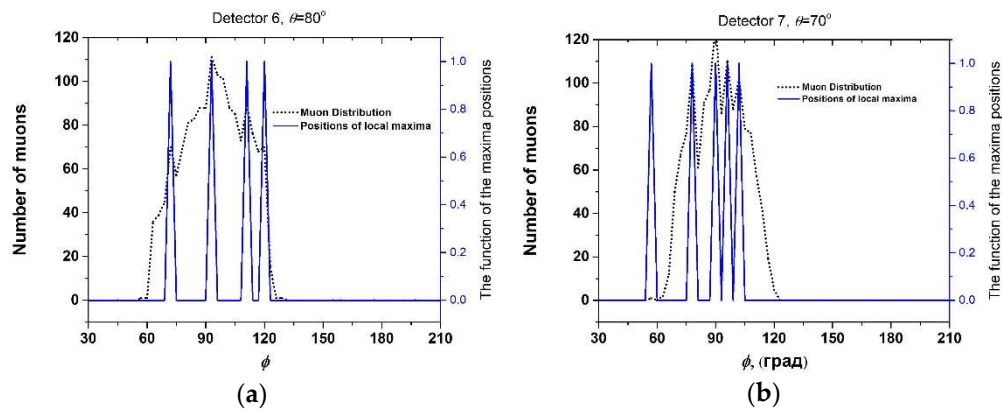 Detector 6, θ=80°
120
100
80
60
40
20
0
Number of muons
1.0
0.8
0.6
0.4
0.2
0.0
The function of the maxima positions
Muon Distribution
Positions of local maxima
30 60 90 120 150 180 210
ϕ
(a)
Detector 7, θ=70°
120
100
80
60
40
20
0
Number of muons
1.0
0.8
0.6
0.4
0.2
0.0
The function of the maxima positions
Muon Distribution
Positions of local maxima
30 60 90 120 150 180 210
ϕ, (град)
(b)